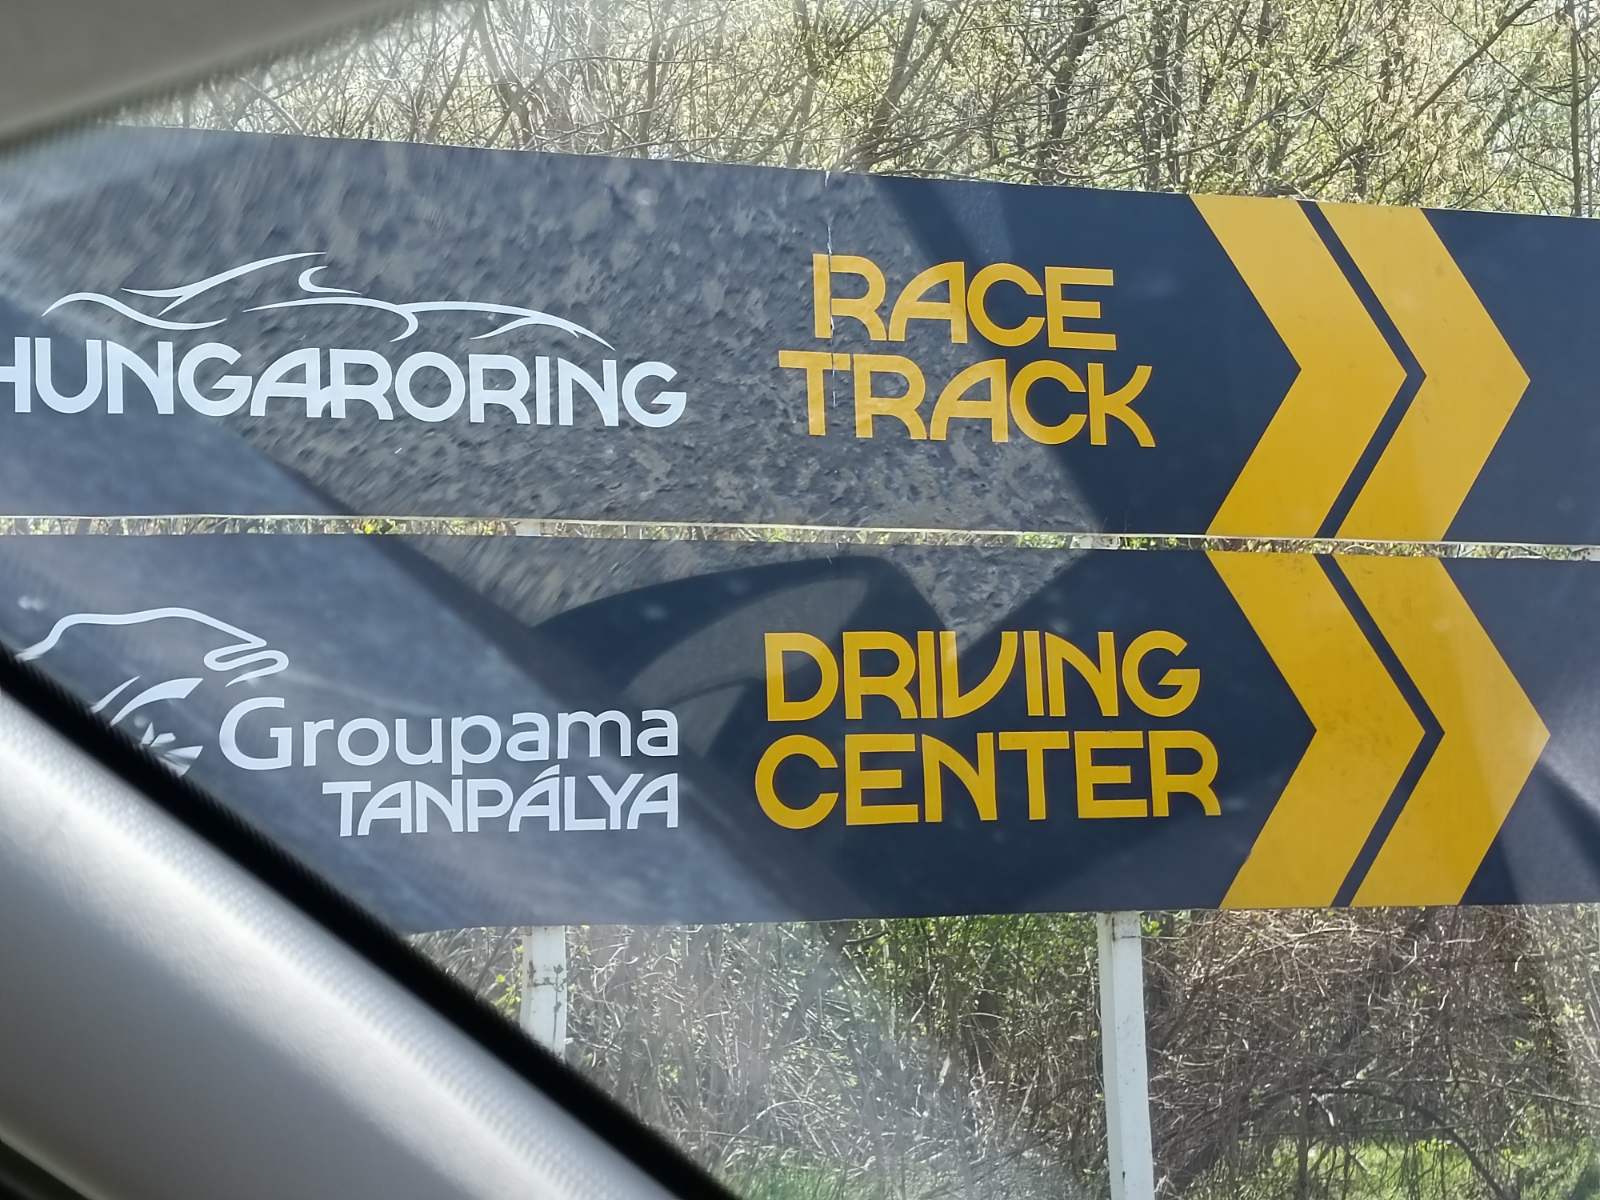 HUNGARORING
RACE
TRACK
Groupama
TANPÁLYA
DRIVING
CENTER